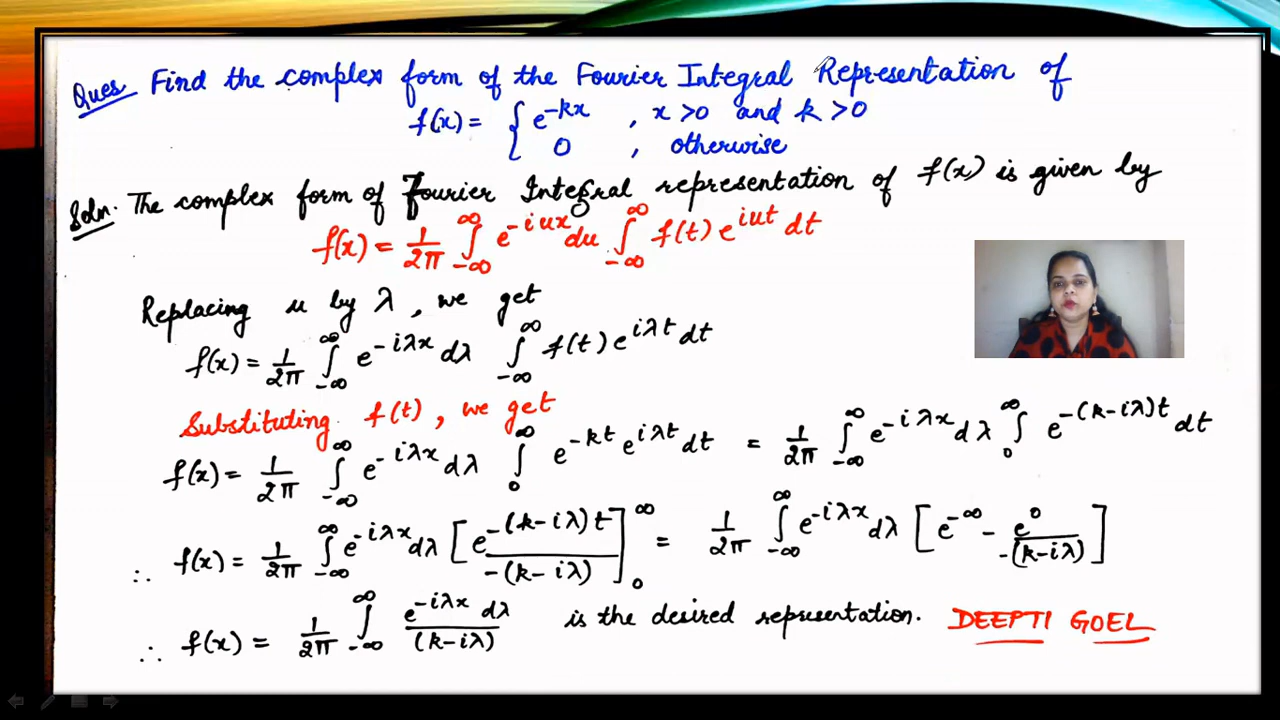 Ques Find the complex form of the Fourier Integral Representation of
f(x) = { e^{-kx} , x > 0 and k > 0
0 , otherwise
Soln. The complex form of Fourier Integral representation of f(x) is given by
f(x) = 1/2π ∫_{-∞}^{∞} e^{-iux} du ∫_{-∞}^{∞} f(t) e^{iut} dt
Replacing u by λ, we get
f(x) = 1/2π ∫_{-∞}^{∞} e^{-iλx} dλ ∫_{-∞}^{∞} f(t) e^{iλt} dt
Substituting f(t), we get
f(x) = 1/2π ∫_{-∞}^{∞} e^{-iλx} dλ ∫_{0}^{∞} e^{-kt} e^{iλt} dt = 1/2π ∫_{-∞}^{∞} e^{-iλx} dλ ∫_{0}^{∞} e^{-(k-iλ)t} dt
∴ f(x) = 1/2π ∫_{-∞}^{∞} e^{-iλx} dλ [e^{-(k-iλ)t}/-(k-iλ)]_{0}^{∞} = 1/2π ∫_{-∞}^{∞} e^{-iλx} dλ [e^{-∞} - e^{0}/-(k-iλ)]
∴ f(x) = 1/2π ∫_{-∞}^{∞} e^{-iλx} dλ/(k-iλ) is the desired representation. DEEPTI GOEL